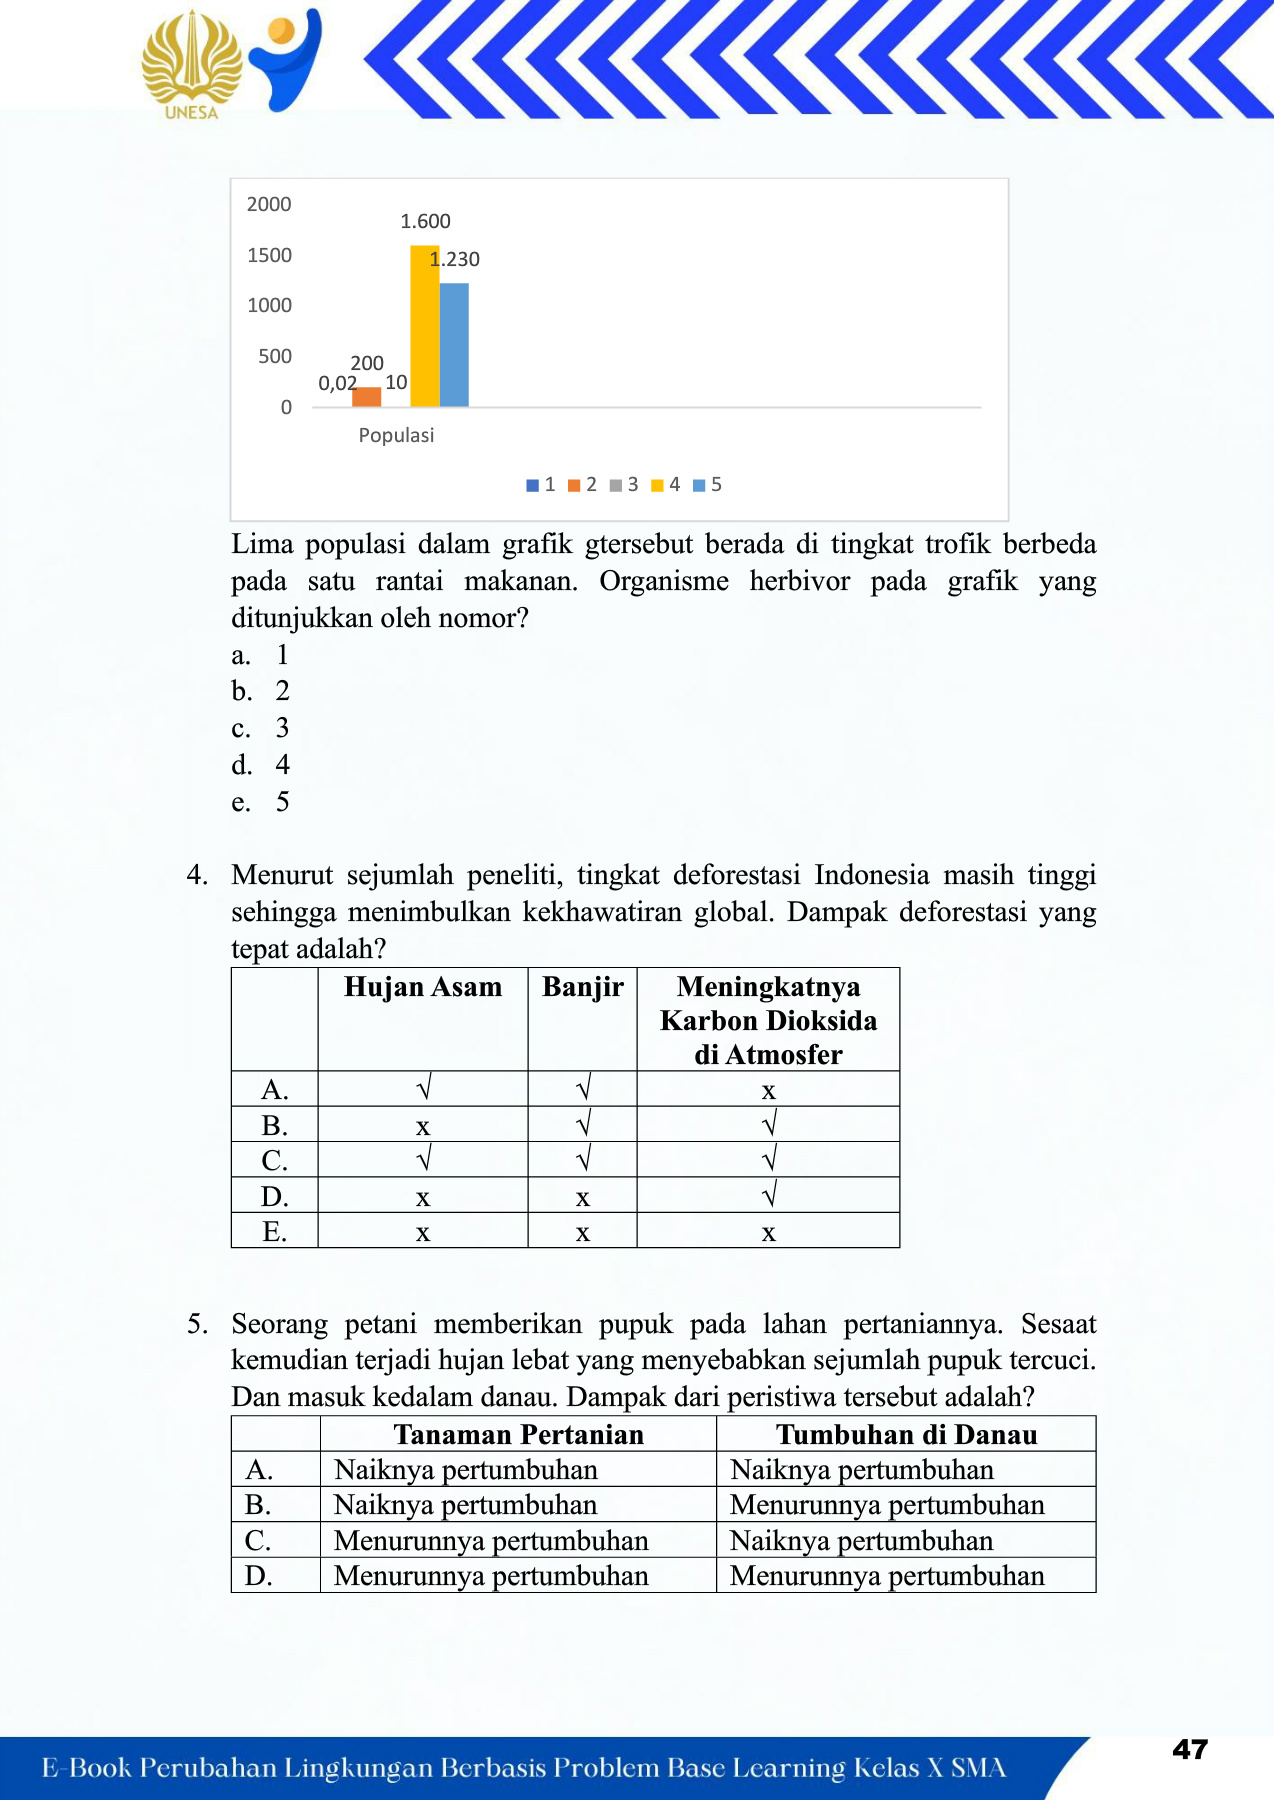 UNESA
2000
1500
1000
500
0
1.600
1.230
200
0,02
10
Populasi
1 2 3 4 5
Lima populasi dalam grafik gtersebut berada di tingkat trofik berbeda
pada satu rantai makanan. Organisme herbivor pada grafik yang
ditunjukkan oleh nomor?
a. 1
b. 2
c. 3
d. 4
e. 5
4. Menurut sejumlah peneliti, tingkat deforestasi Indonesia masih tinggi
sehingga menimbulkan kekhawatiran global. Dampak deforestasi yang
tepat adalah?
Hujan Asam Banjir Meningkatnya
Karbon Dioksida
di Atmosfer
A. √ √ x
B. x √ √
C. √ √ √
D. x x √
E. x x x
5. Seorang petani memberikan pupuk pada lahan pertaniannya. Sesaat
kemudian terjadi hujan lebat yang menyebabkan sejumlah pupuk tercuci.
Dan masuk kedalam danau. Dampak dari peristiwa tersebut adalah?
Tanaman Pertanian Tumbuhan di Danau
A. Naiknya pertumbuhan Naiknya pertumbuhan
B. Naiknya pertumbuhan Menurunnya pertumbuhan
C. Menurunnya pertumbuhan Naiknya pertumbuhan
D. Menurunnya pertumbuhan Menurunnya pertumbuhan
47
E-Book Perubahan Lingkungan Berbasis Problem Base Learning Kelas X SMA